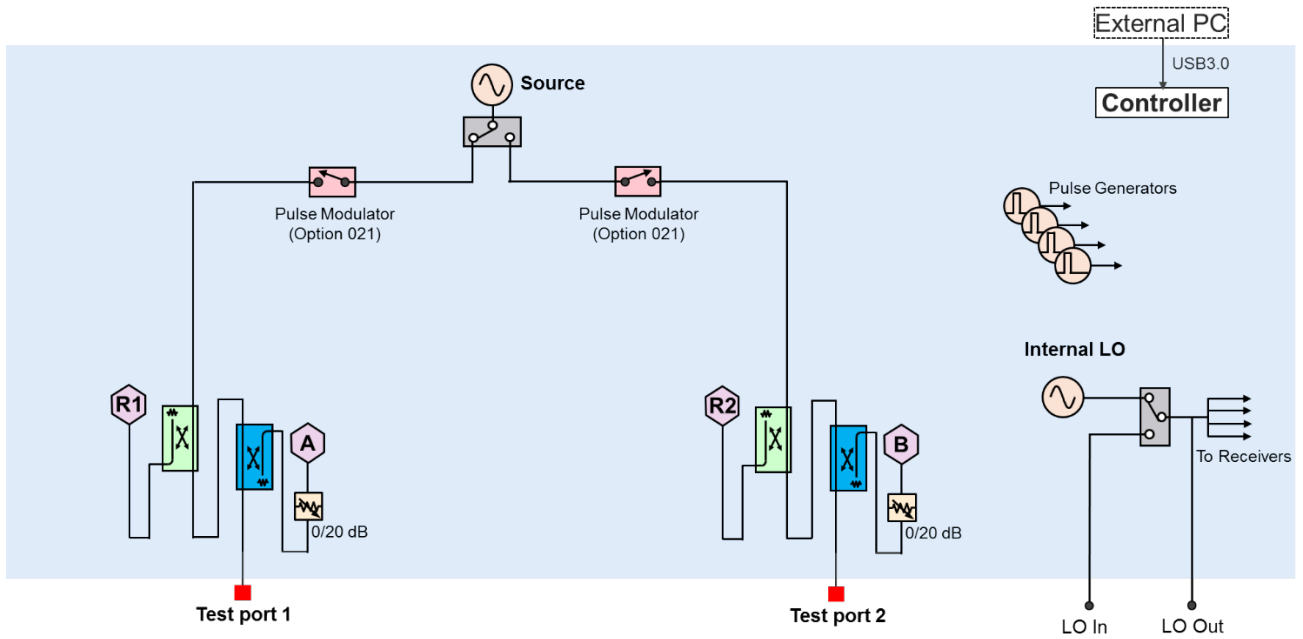 External PC
USB3.0
Controller
Source
Pulse Modulator
(Option 021)
Pulse Modulator
(Option 021)
Pulse Generators
Internal LO
R1
A
R2
B
To Receivers
0/20 dB
0/20 dB
Test port 1
Test port 2
LO In
LO Out